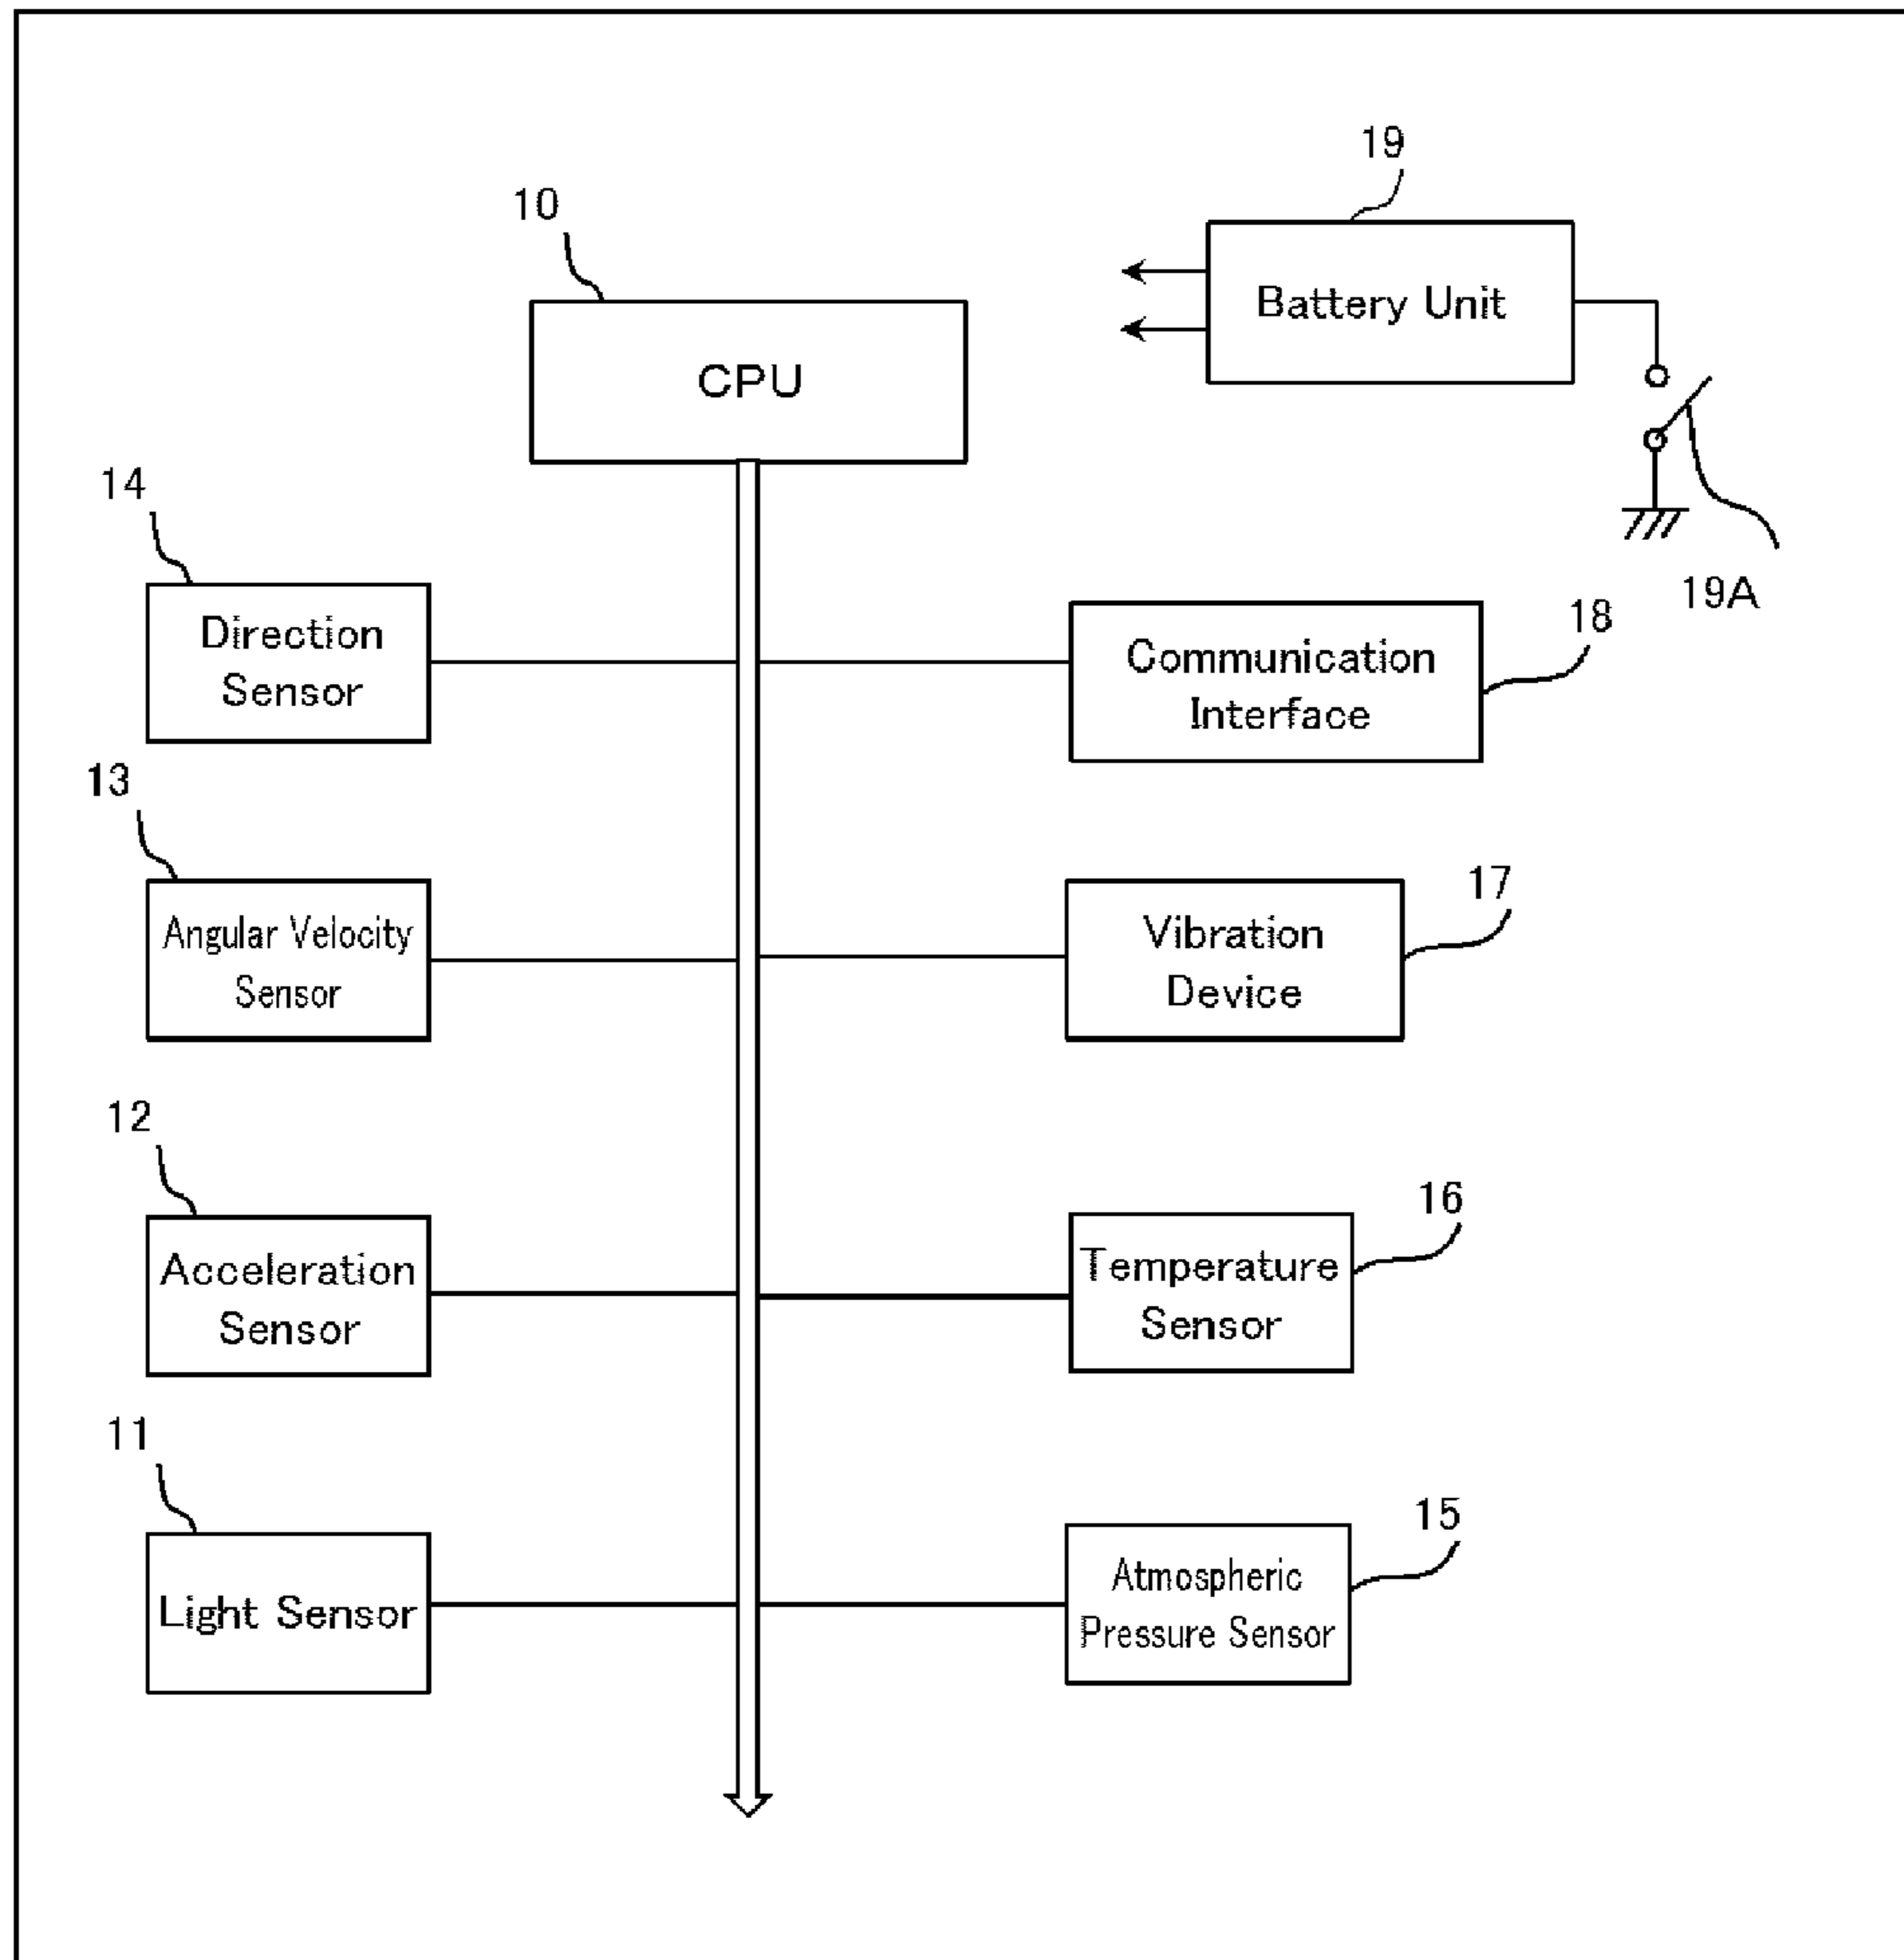 19
10
Battery Unit
CPU
14
19A
18
Direction
Sensor
Communication
Interface
13
17
Angular Velocity
Sensor
Vibration
Device
12
16
Acceleration
Sensor
Temperature
Sensor
11
15
Light Sensor
Atmospheric
Pressure Sensor